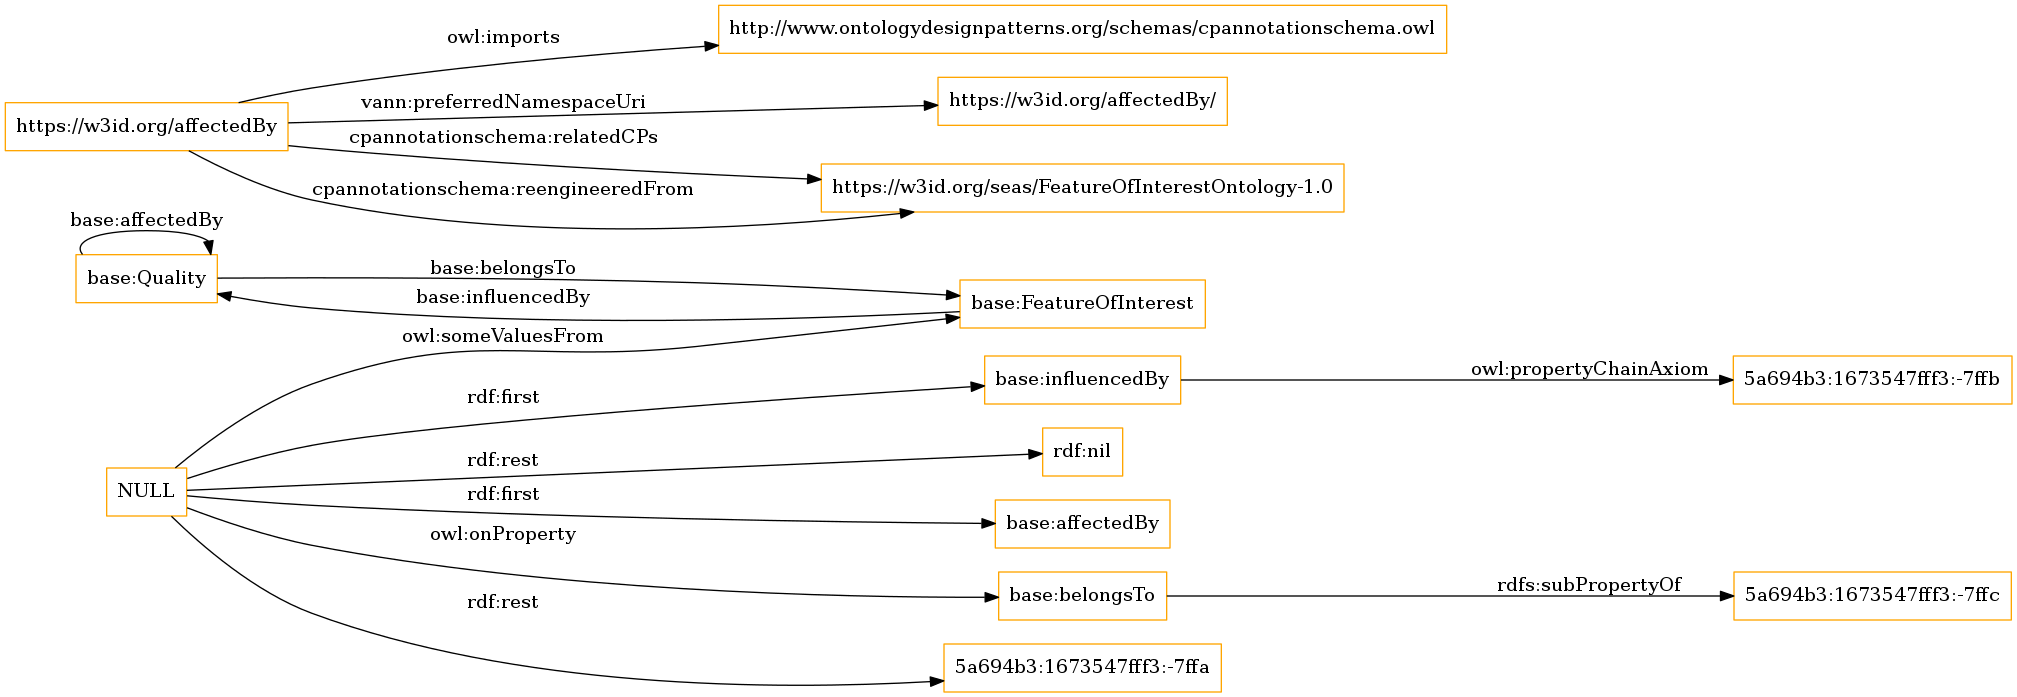 http://www.ontologydesignpatterns.org/schemas/cpannotationschema.owl
owl:imports
https://w3id.org/affectedBy/
vann:preferredNamespaceUri
https://w3id.org/affectedBy
cpannotationschema:relatedCPs
https://w3id.org/seas/FeatureOfInterestOntology-1.0
cpannotationschema:reengineeredFrom
base:affectedBy
base:Quality
base:belongsTo
base:influencedBy
base:FeatureOfInterest
owl:someValuesFrom
base:influencedBy
owl:propertyChainAxiom
5a694b3:1673547fff3:-7ffb
rdf:first
rdf:nil
rdf:rest
NULL
rdf:first
base:affectedBy
owl:onProperty
base:belongsTo
rdfs:subPropertyOf
5a694b3:1673547fff3:-7ffc
rdf:rest
5a694b3:1673547fff3:-7ffa